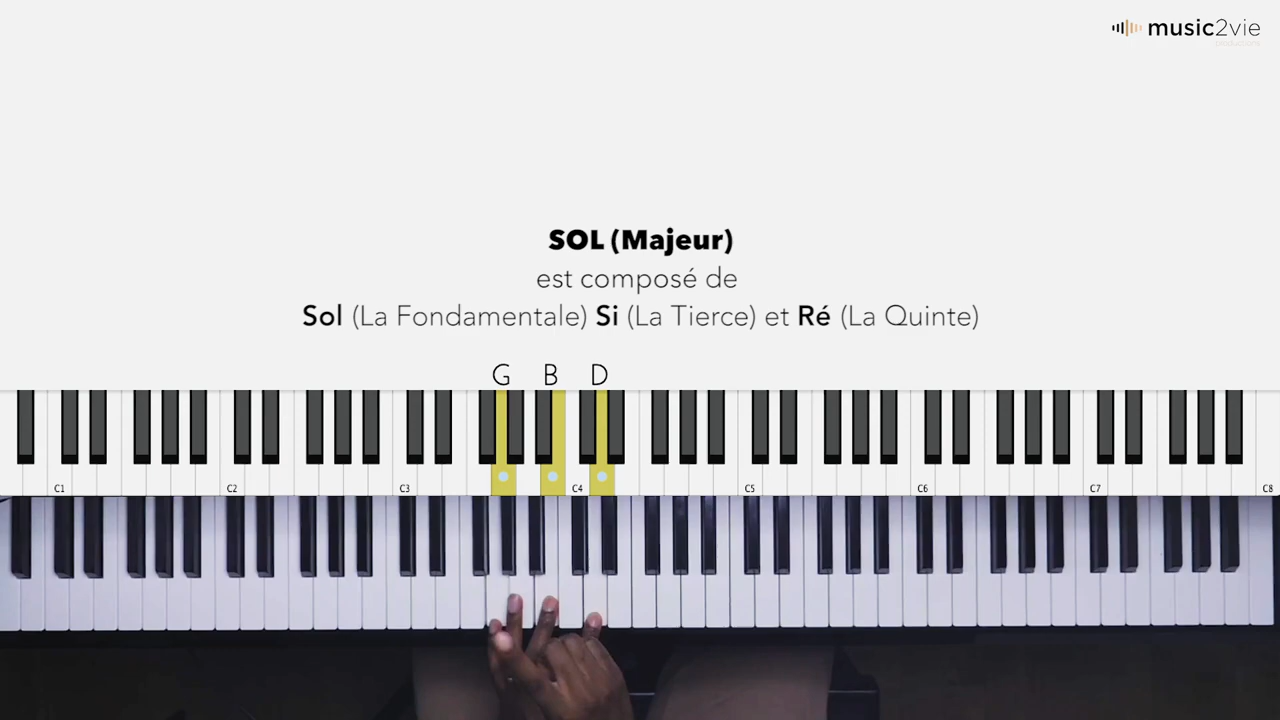 music2vie
productions
SOL (Majeur)
est composé de
Sol (La Fondamentale) Si (La Tierce) et Ré (La Quinte)
G B D
C1 C2 C3 C4 C5 C6 C7 C8